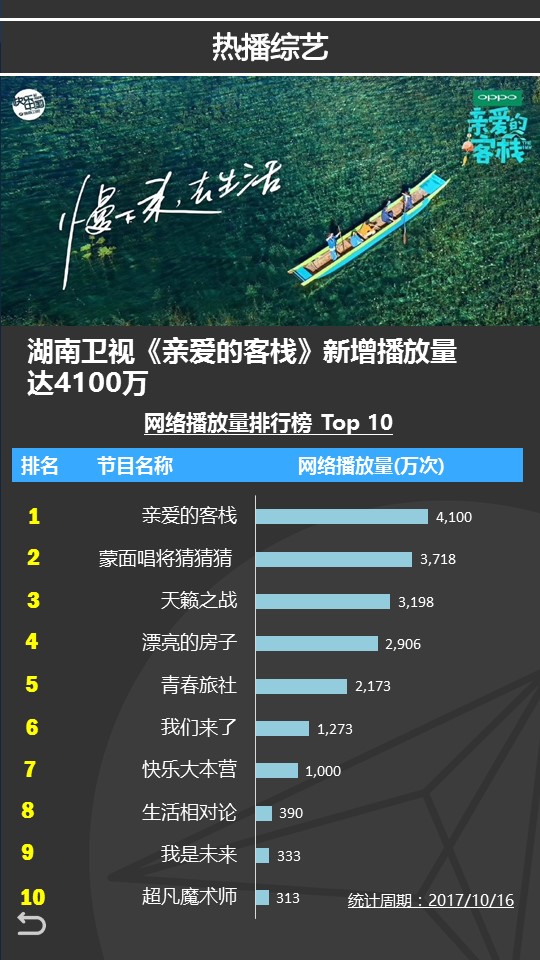 热播综艺
快乐中国
OPPO
亲爱的
客栈
慢下来，去生活
湖南卫视《亲爱的客栈》新增播放量
达4100万
网络播放量排行榜 Top 10
排名 节目名称 网络播放量(万次)
1 亲爱的客栈 4,100
2 蒙面唱将猜猜猜 3,718
3 天籁之战 3,198
4 漂亮的房子 2,906
5 青春旅社 2,173
6 我们来了 1,273
7 快乐大本营 1,000
8 生活相对论 390
9 我是未来 333
10 超凡魔术师 313
统计周期：2017/10/16